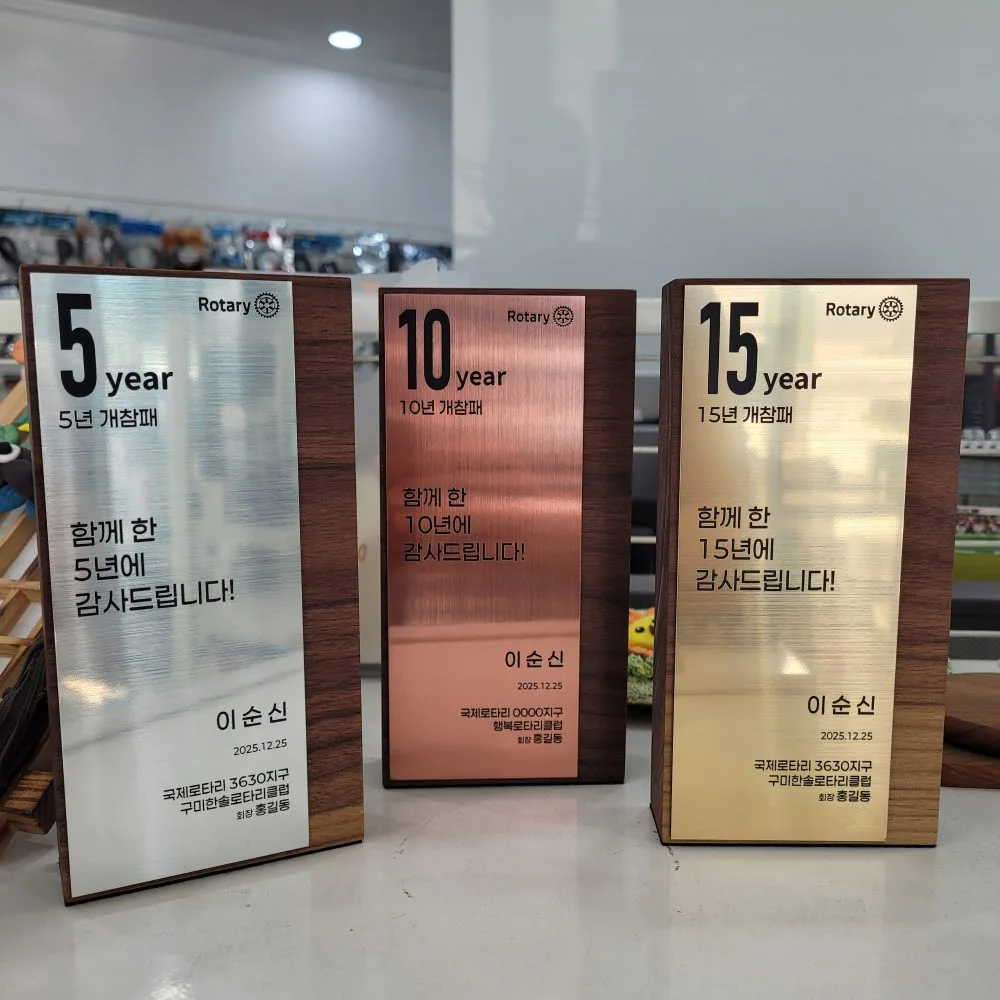 5 year
Rotary
5년 개참패
함께 한
5년에
감사드립니다!
이 순 신
2025.12.25
국제로타리 3630지구
구미한솔로타리클럽
회장 홍길동
10 year
Rotary
10년 개참패
함께 한
10년에
감사드립니다!
이 순 신
2025.12.25
국제로타리 0000지구
행복로타리클럽
회장 홍길동
15 year
Rotary
15년 개참패
함께 한
15년에
감사드립니다!
이 순 신
2025.12.25
국제로타리 3630지구
구미한솔로타리클럽
회장 홍길동